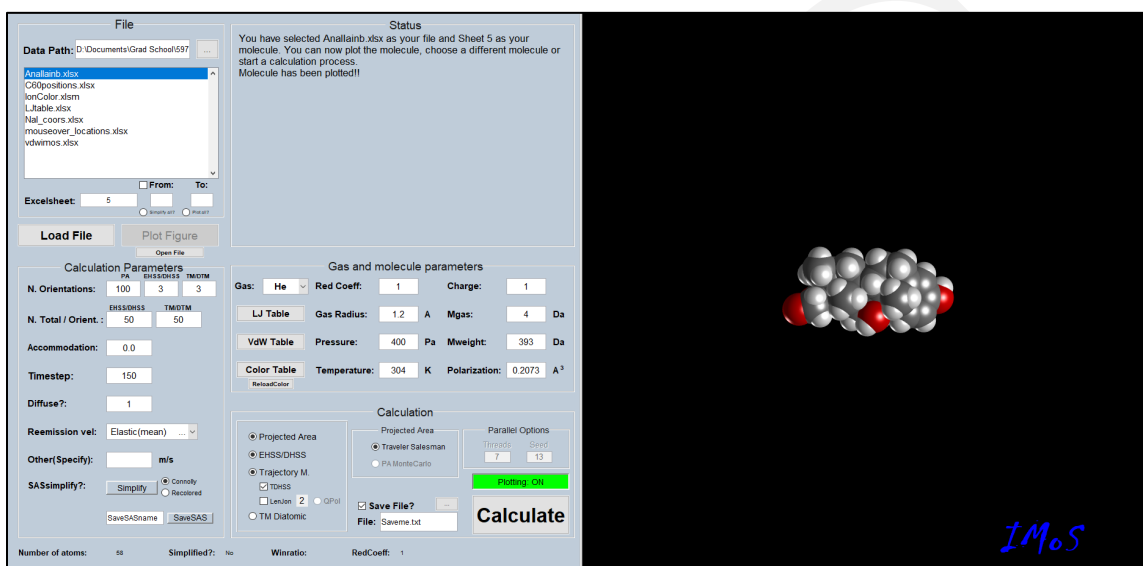 File
Data Path: D:\Documents\Grad School\597 ...
Anallainb.xlsx
C60positions.xlsx
IonColor.xlsm
LJtable.xlsx
Nal_coors.xlsx
mouseover_locations.xlsx
vdwimos.xlsx
From: To:
Excelsheet: 5
Simplify all? Plot all?
Load File Plot Figure
Open File
Status
You have selected Anallainb.xlsx as your file and Sheet 5 as your
molecule. You can now plot the molecule, choose a different molecule or
start a calculation process.
Molecule has been plotted!!
Calculation Parameters
PA EHSS/DHSS TM/DTM
N. Orientations: 100 3 3
EHSS/DHSS TM/DTM
N. Total / Orient. : 50 50
Accommodation: 0.0
Timestep: 150
Diffuse?: 1
Reemission vel: Elastic(mean) ...
Other(Specify): m/s
SASsimplify?: Simplify Connolly
Recolored
SaveSASname SaveSAS
Gas and molecule parameters
Gas: He Red Coeff: 1 Charge: 1
LJ Table Gas Radius: 1.2 A Mgas: 4 Da
VdW Table Pressure: 400 Pa Mweight: 393 Da
Color Table Temperature: 304 K Polarization: 0.2073 A³
ReloadColor
Calculation
Projected Area
EHSS/DHSS
Trajectory M.
TDHSS
LenJon 2 QPol
TM Diatomic
Projected Area
Traveler Salesman
PA MonteCarlo
Parallel Options
Threads Seed
7 13
Plotting: ON
Save File? ...
File: Saveme.txt
Calculate
Number of atoms: 58 Simplified?: No Winratio: RedCoeff: 1
IMoS